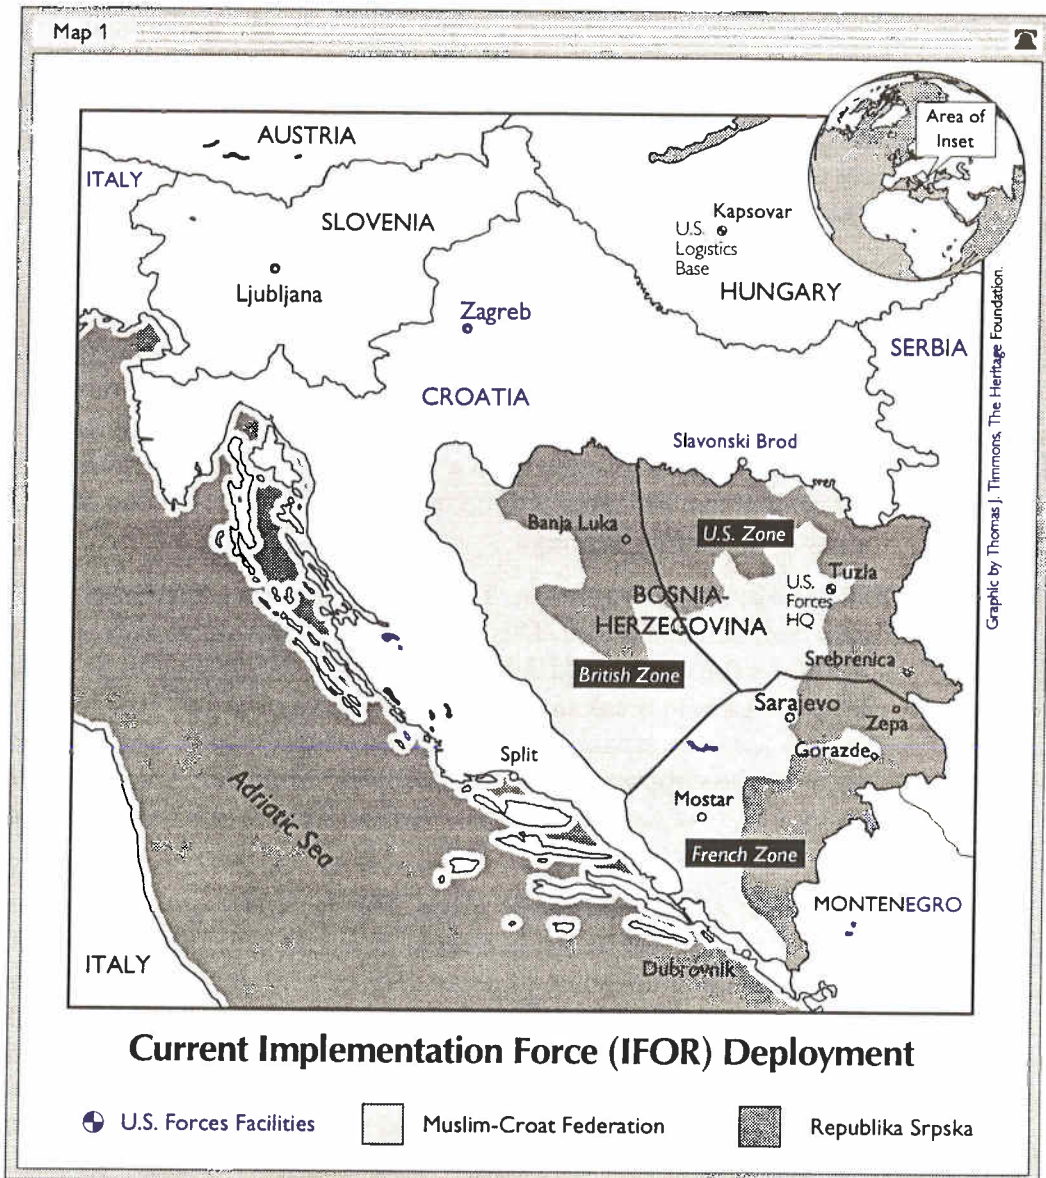 Map 1
Area of
Inset
AUSTRIA
ITALY
SLOVENIA
Kapsovar
U.S.
Logistics
Base
Ljubljana
HUNGARY
Zagreb
SERBIA
CROATIA
Slavonski Brod
Banja Luka
U.S. Zone
Tuzla
U.S.
Forces
HQ
BOSNIA-
HERZEGOVINA
British Zone
Srebrenica
Sarajevo
Zepa
Gorazde
Split
Mostar
Adriatic Sea
French Zone
MONTENEGRO
ITALY
Dubrovnik
Graphic by Thomas J. Timmons, The Heritage Foundation.
Current Implementation Force (IFOR) Deployment
U.S. Forces Facilities
Muslim-Croat Federation
Republika Srpska